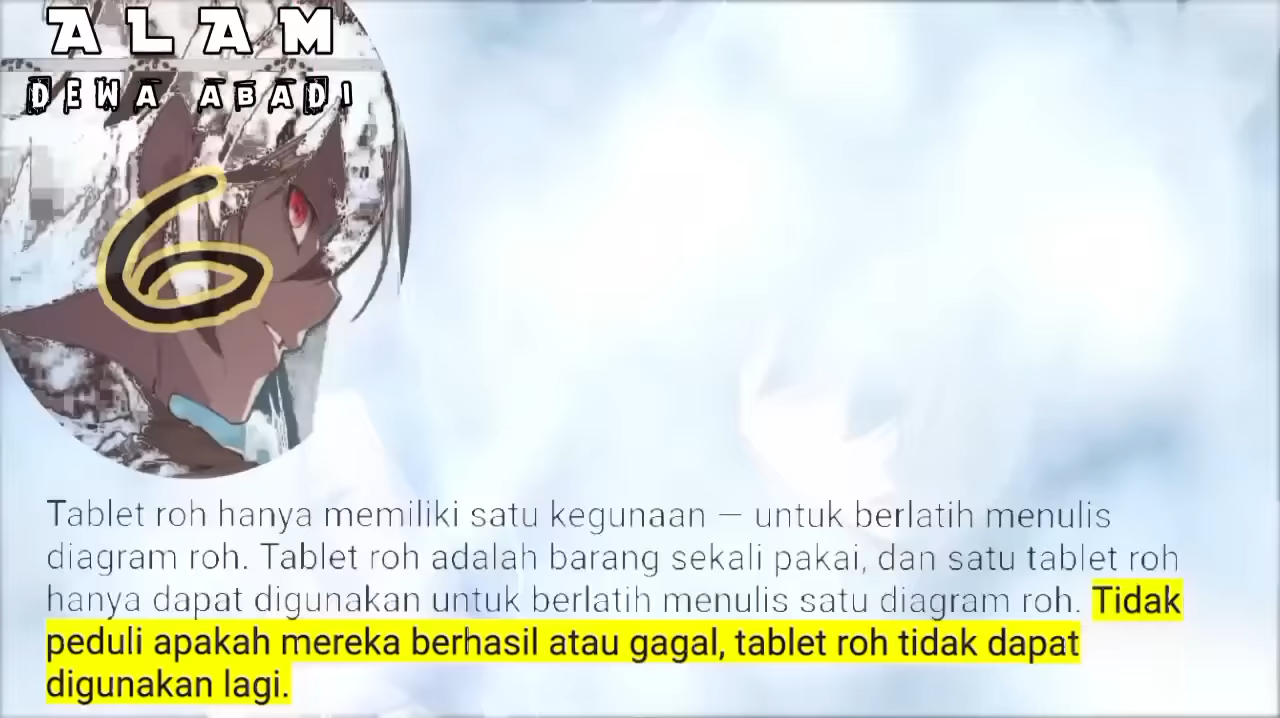 ALAM
DEWA ABADI
6
Tablet roh hanya memiliki satu kegunaan — untuk berlatih menulis
diagram roh. Tablet roh adalah barang sekali pakai, dan satu tablet roh
hanya dapat digunakan untuk berlatih menulis satu diagram roh. Tidak
peduli apakah mereka berhasil atau gagal, tablet roh tidak dapat
digunakan lagi.